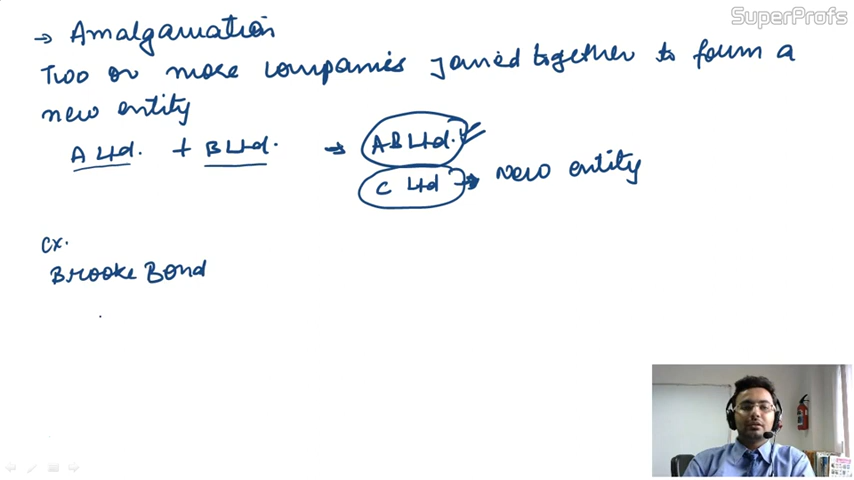 SuperProfs
→ Amalgamation
Two or more companies joined together to form a
new entity
A Ltd. + B Ltd. → AB Ltd. ✓
C Ltd → New entity
ex.
Brooke Bond